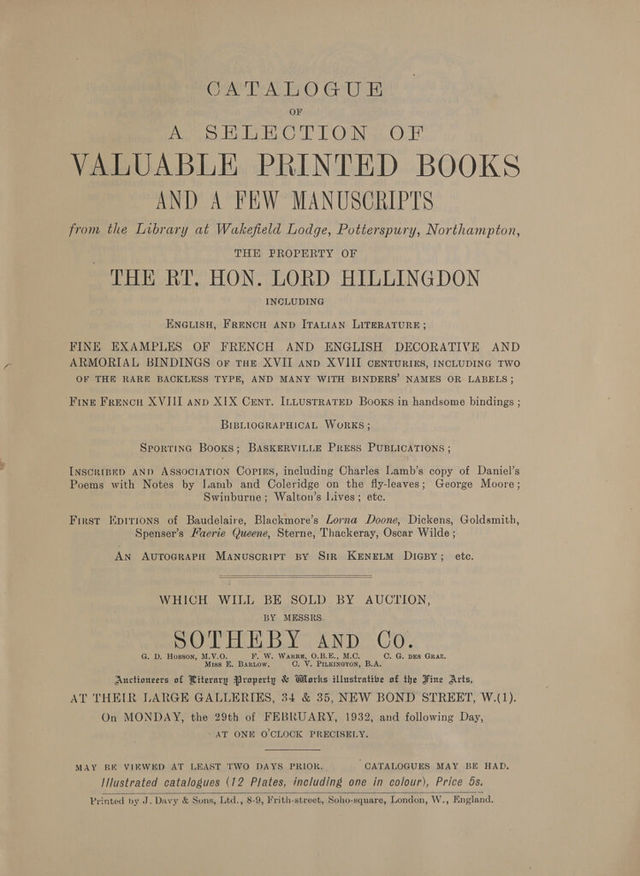 CATALOGUE
OF
A SELECTION OF
VALUABLE PRINTED BOOKS
AND A FEW MANUSCRIPTS
from the Library at Wakefield Lodge, Potterspury, Northampton,
THE PROPERTY OF
THE RT. HON. LORD HILLINGDON
INCLUDING
ENGLISH, FRENCH AND ITALIAN LITERATURE;
FINE EXAMPLES OF FRENCH AND ENGLISH DECORATIVE AND
ARMORIAL BINDINGS OF THE XVII AND XVIII CENTURIES, INCLUDING TWO
OF THE RARE BACKLESS TYPE, AND MANY WITH BINDERS' NAMES OR LABELS;
FINE FRENCH XVIII AND XIX CENT. ILLUSTRATED BOOKS in handsome bindings;
BIBLIOGRAPHICAL WORKS;
SPORTING BOOKS; BASKERVILLE PRESS PUBLICATIONS;
INSCRIBED AND ASSOCIATION COPIES, including Charles Lamb's copy of Daniel's
Poems with Notes by Lamb and Coleridge on the fly-leaves; George Moore;
Swinburne; Walton's Lives; etc.
FIRST EDITIONS of Baudelaire, Blackmore's Lorna Doone, Dickens, Goldsmith,
Spenser's Faerie Queene, Sterne, Thackeray, Oscar Wilde;
AN AUTOGRAPH MANUSCRIPT BY SIR KENELM DIGBY; etc.
WHICH WILL BE SOLD BY AUCTION,
BY MESSRS.
SOTHEBY AND CO.
G. D. HOBSON, M.V.O. F. W. WARRE, O.B.E., M.C. C. G. DES GRAZ.
MISS E. BARLOW. C. V. PILKINGTON, B.A.
Auctioneers of Literary Property & Works illustrative of the Fine Arts,
AT THEIR LARGE GALLERIES, 34 & 35, NEW BOND STREET, W.(1).
On MONDAY, the 29th of FEBRUARY, 1932, and following Day,
AT ONE O'CLOCK PRECISELY.
MAY BE VIEWED AT LEAST TWO DAYS PRIOR. CATALOGUES MAY BE HAD.
Illustrated catalogues (12 Plates, including one in colour), Price 5s.
Printed by J. Davy & Sons, Ltd., 8-9, Frith-street, Soho-square, London, W., England.